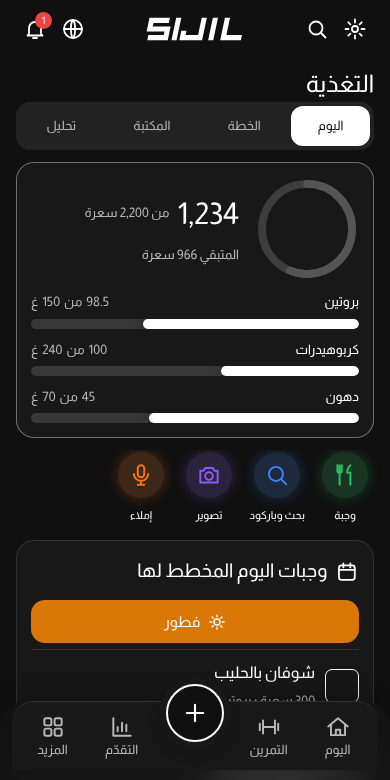 1
SIJIL
التغذية
اليوم الخطة المكتبة تحليل
1,234 من 2,200 سعرة
المتبقي 966 سعرة
بروتين 98.5 من 150 غ
كربوهيدرات 100 من 240 غ
دهون 45 من 70 غ
وجبة بحث وباركود تصوير إملاء
وجبات اليوم المخطط لها
فطور
شوفان بالحليب
اليوم التمرين التقدّم المزيد